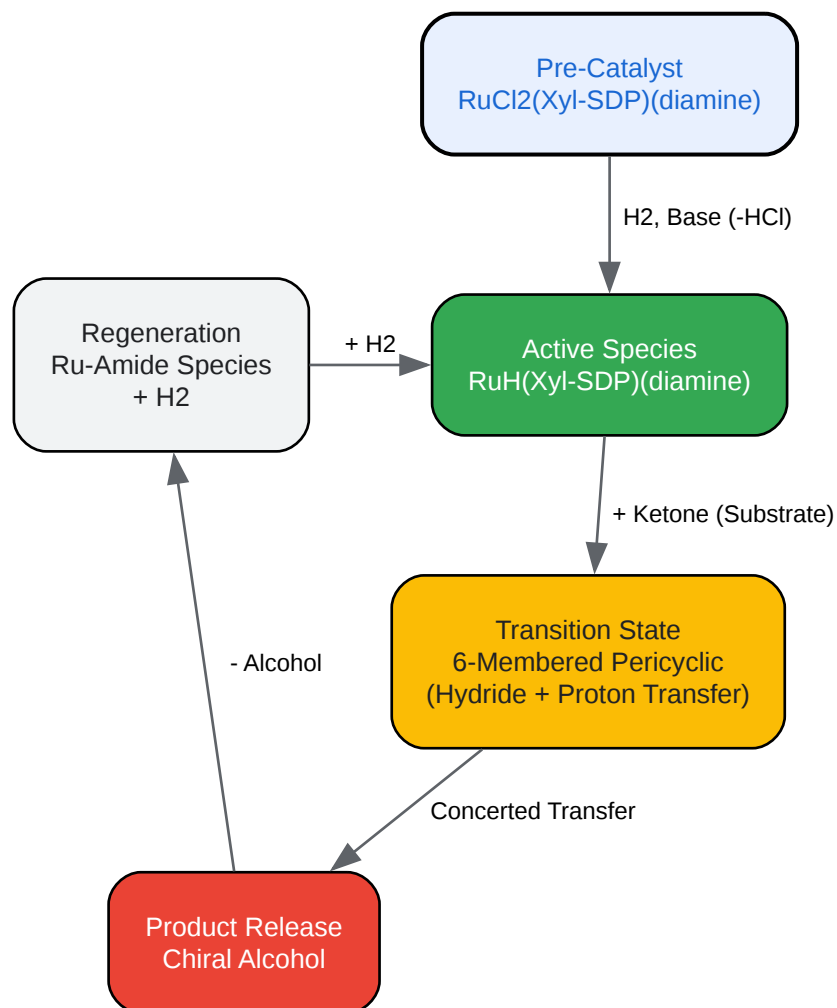 Pre-Catalyst
RuCl2(Xyl-SDP)(diamine)
H2, Base (-HCl)
Regeneration
Ru-Amide Species
+ H2
+ H2
Active Species
RuH(Xyl-SDP)(diamine)
+ Ketone (Substrate)
Transition State
6-Membered Pericyclic
(Hydride + Proton Transfer)
- Alcohol
Concerted Transfer
Product Release
Chiral Alcohol